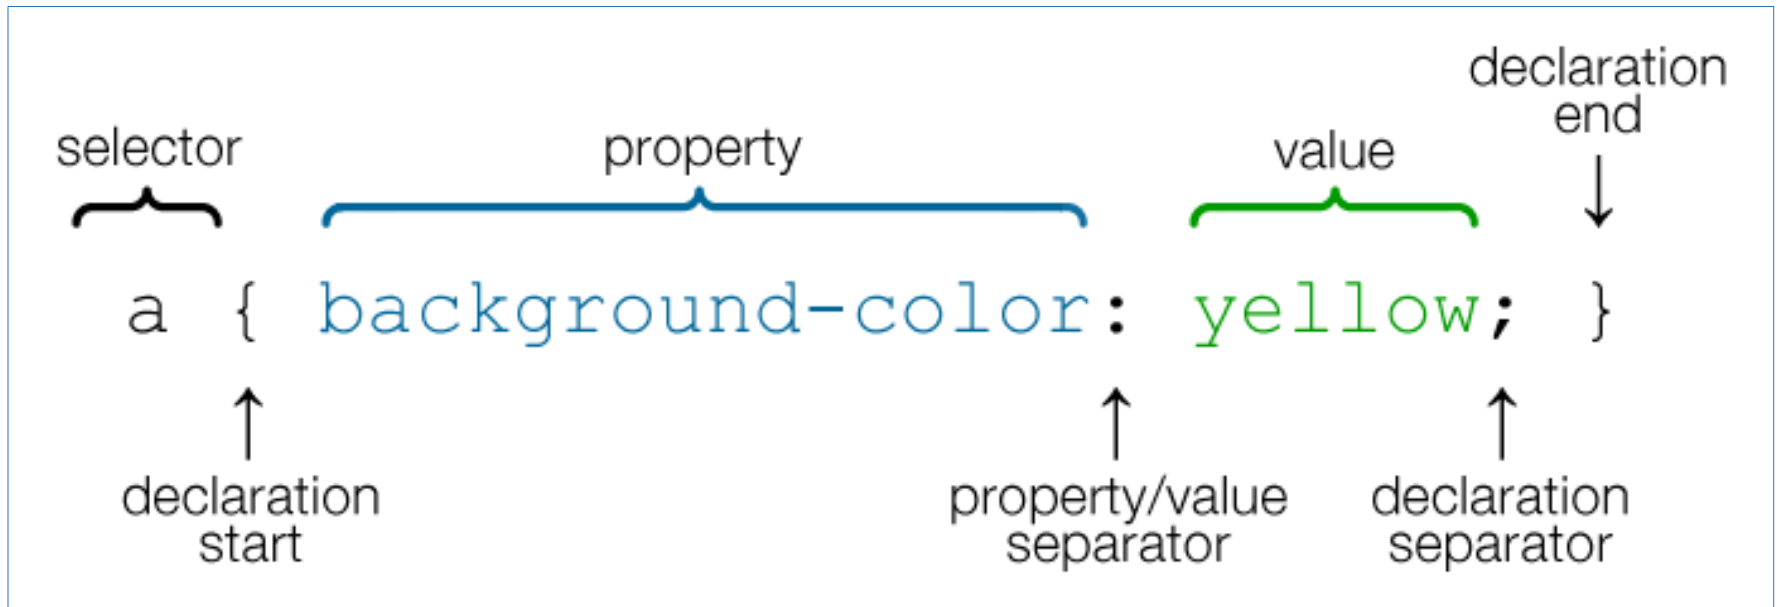 declaration
end
selector
property
value
a { background-color: yellow; }
declaration
start
property/value
separator
declaration
separator